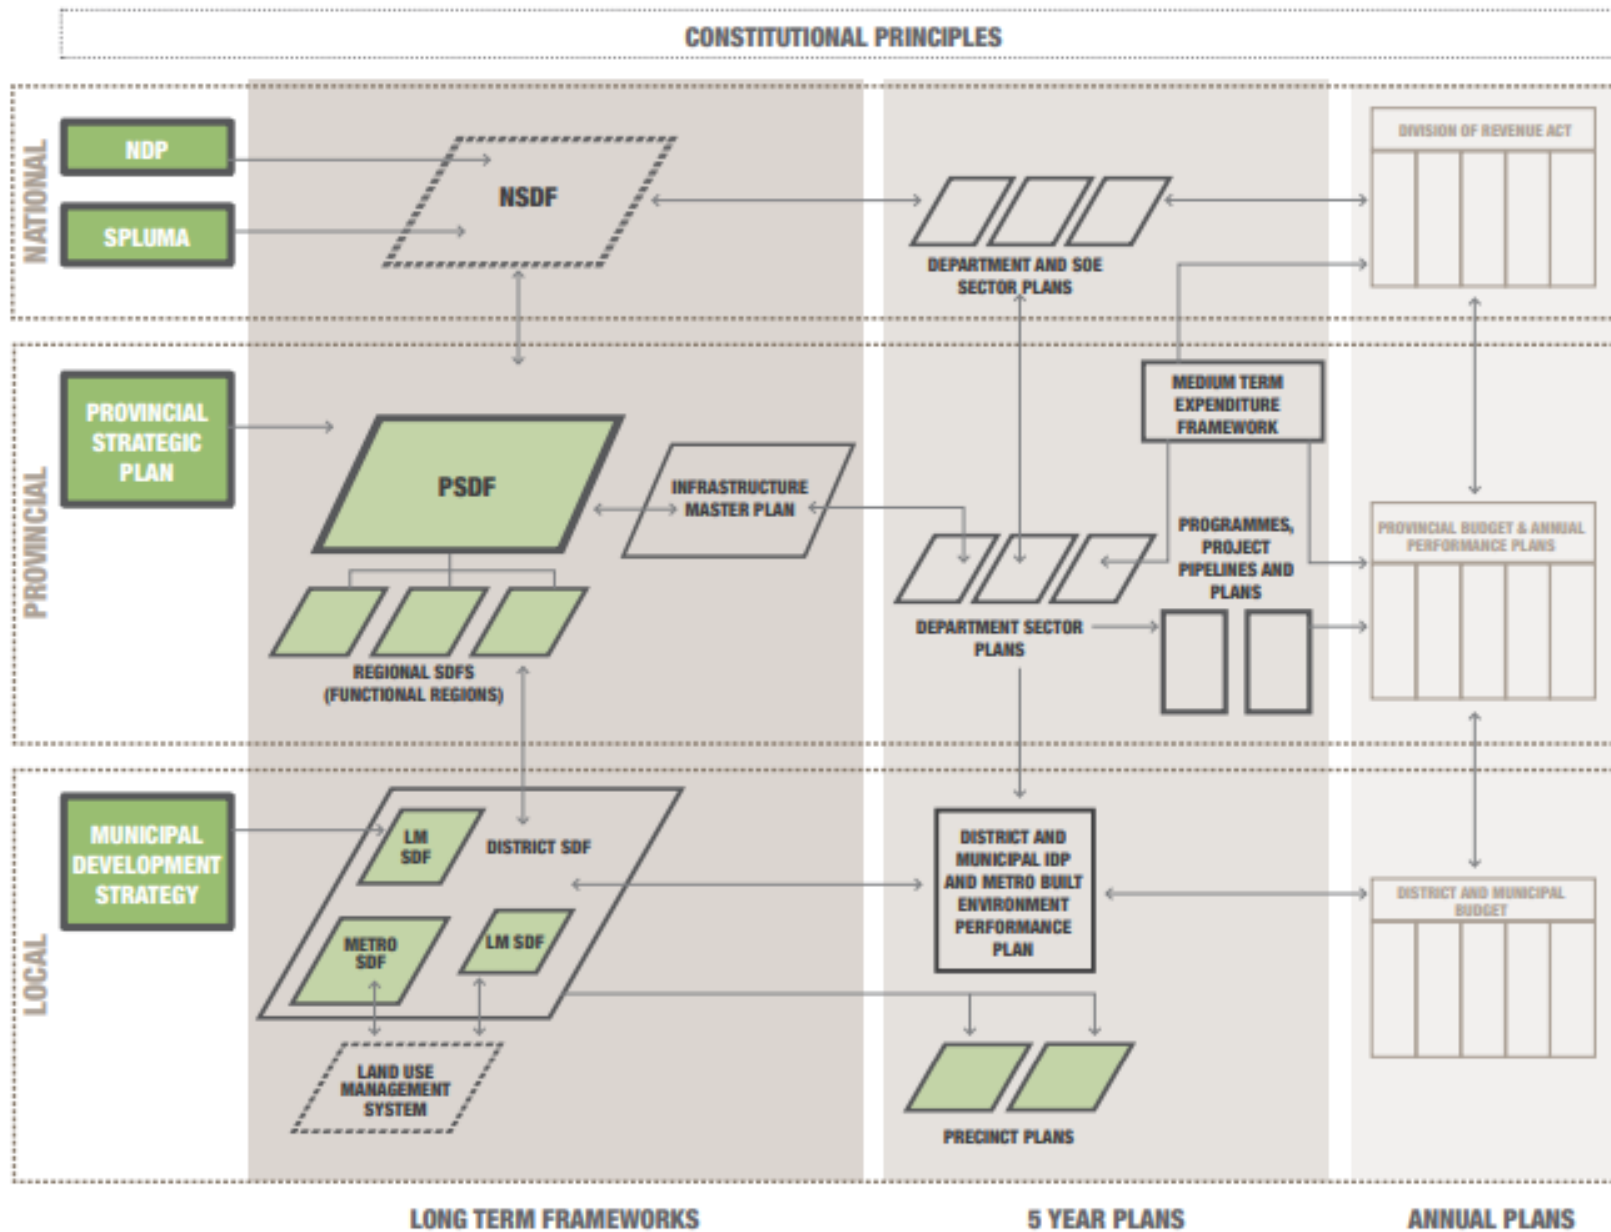 CONSTITUTIONAL PRINCIPLES
NATIONAL
NDP
SPLUMA
NSDF
DEPARTMENT AND SOE
SECTOR PLANS
DIVISION OF REVENUE ACT
PROVINCIAL
PROVINCIAL
STRATEGIC
PLAN
PSDF
INFRASTRUCTURE
MASTER PLAN
REGIONAL SDFS
(FUNCTIONAL REGIONS)
MEDIUM TERM
EXPENDITURE
FRAMEWORK
PROGRAMMES,
PROJECT
PIPELINES AND
PLANS
DEPARTMENT SECTOR
PLANS
PROVINCIAL BUDGET & ANNUAL
PERFORMANCE PLANS
LOCAL
MUNICIPAL
DEVELOPMENT
STRATEGY
LM
SDF
DISTRICT SDF
METRO
SDF
LM SDF
LAND USE
MANAGEMENT
SYSTEM
DISTRICT AND
MUNICIPAL IDP
AND METRO BUILT
ENVIRONMENT
PERFORMANCE
PLAN
PRECINCT PLANS
DISTRICT AND MUNICIPAL
BUDGET
LONG TERM FRAMEWORKS
5 YEAR PLANS
ANNUAL PLANS